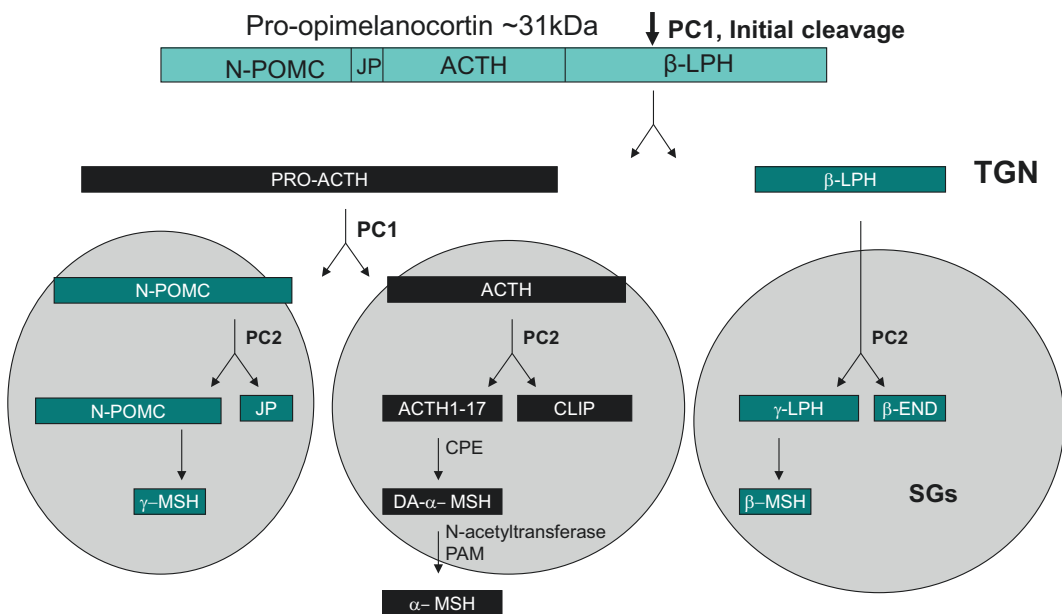 Pro-opimelanocortin ~31kDa
PC1, Initial cleavage
N-POMC JP ACTH β-LPH
PRO-ACTH
β-LPH
TGN
PC1
N-POMC
ACTH
PC2
PC2
PC2
N-POMC
JP
ACTH1-17
CLIP
γ-LPH
β-END
CPE
γ–MSH
DA-α– MSH
β–MSH
SGs
N-acetyltransferase
PAM
α– MSH